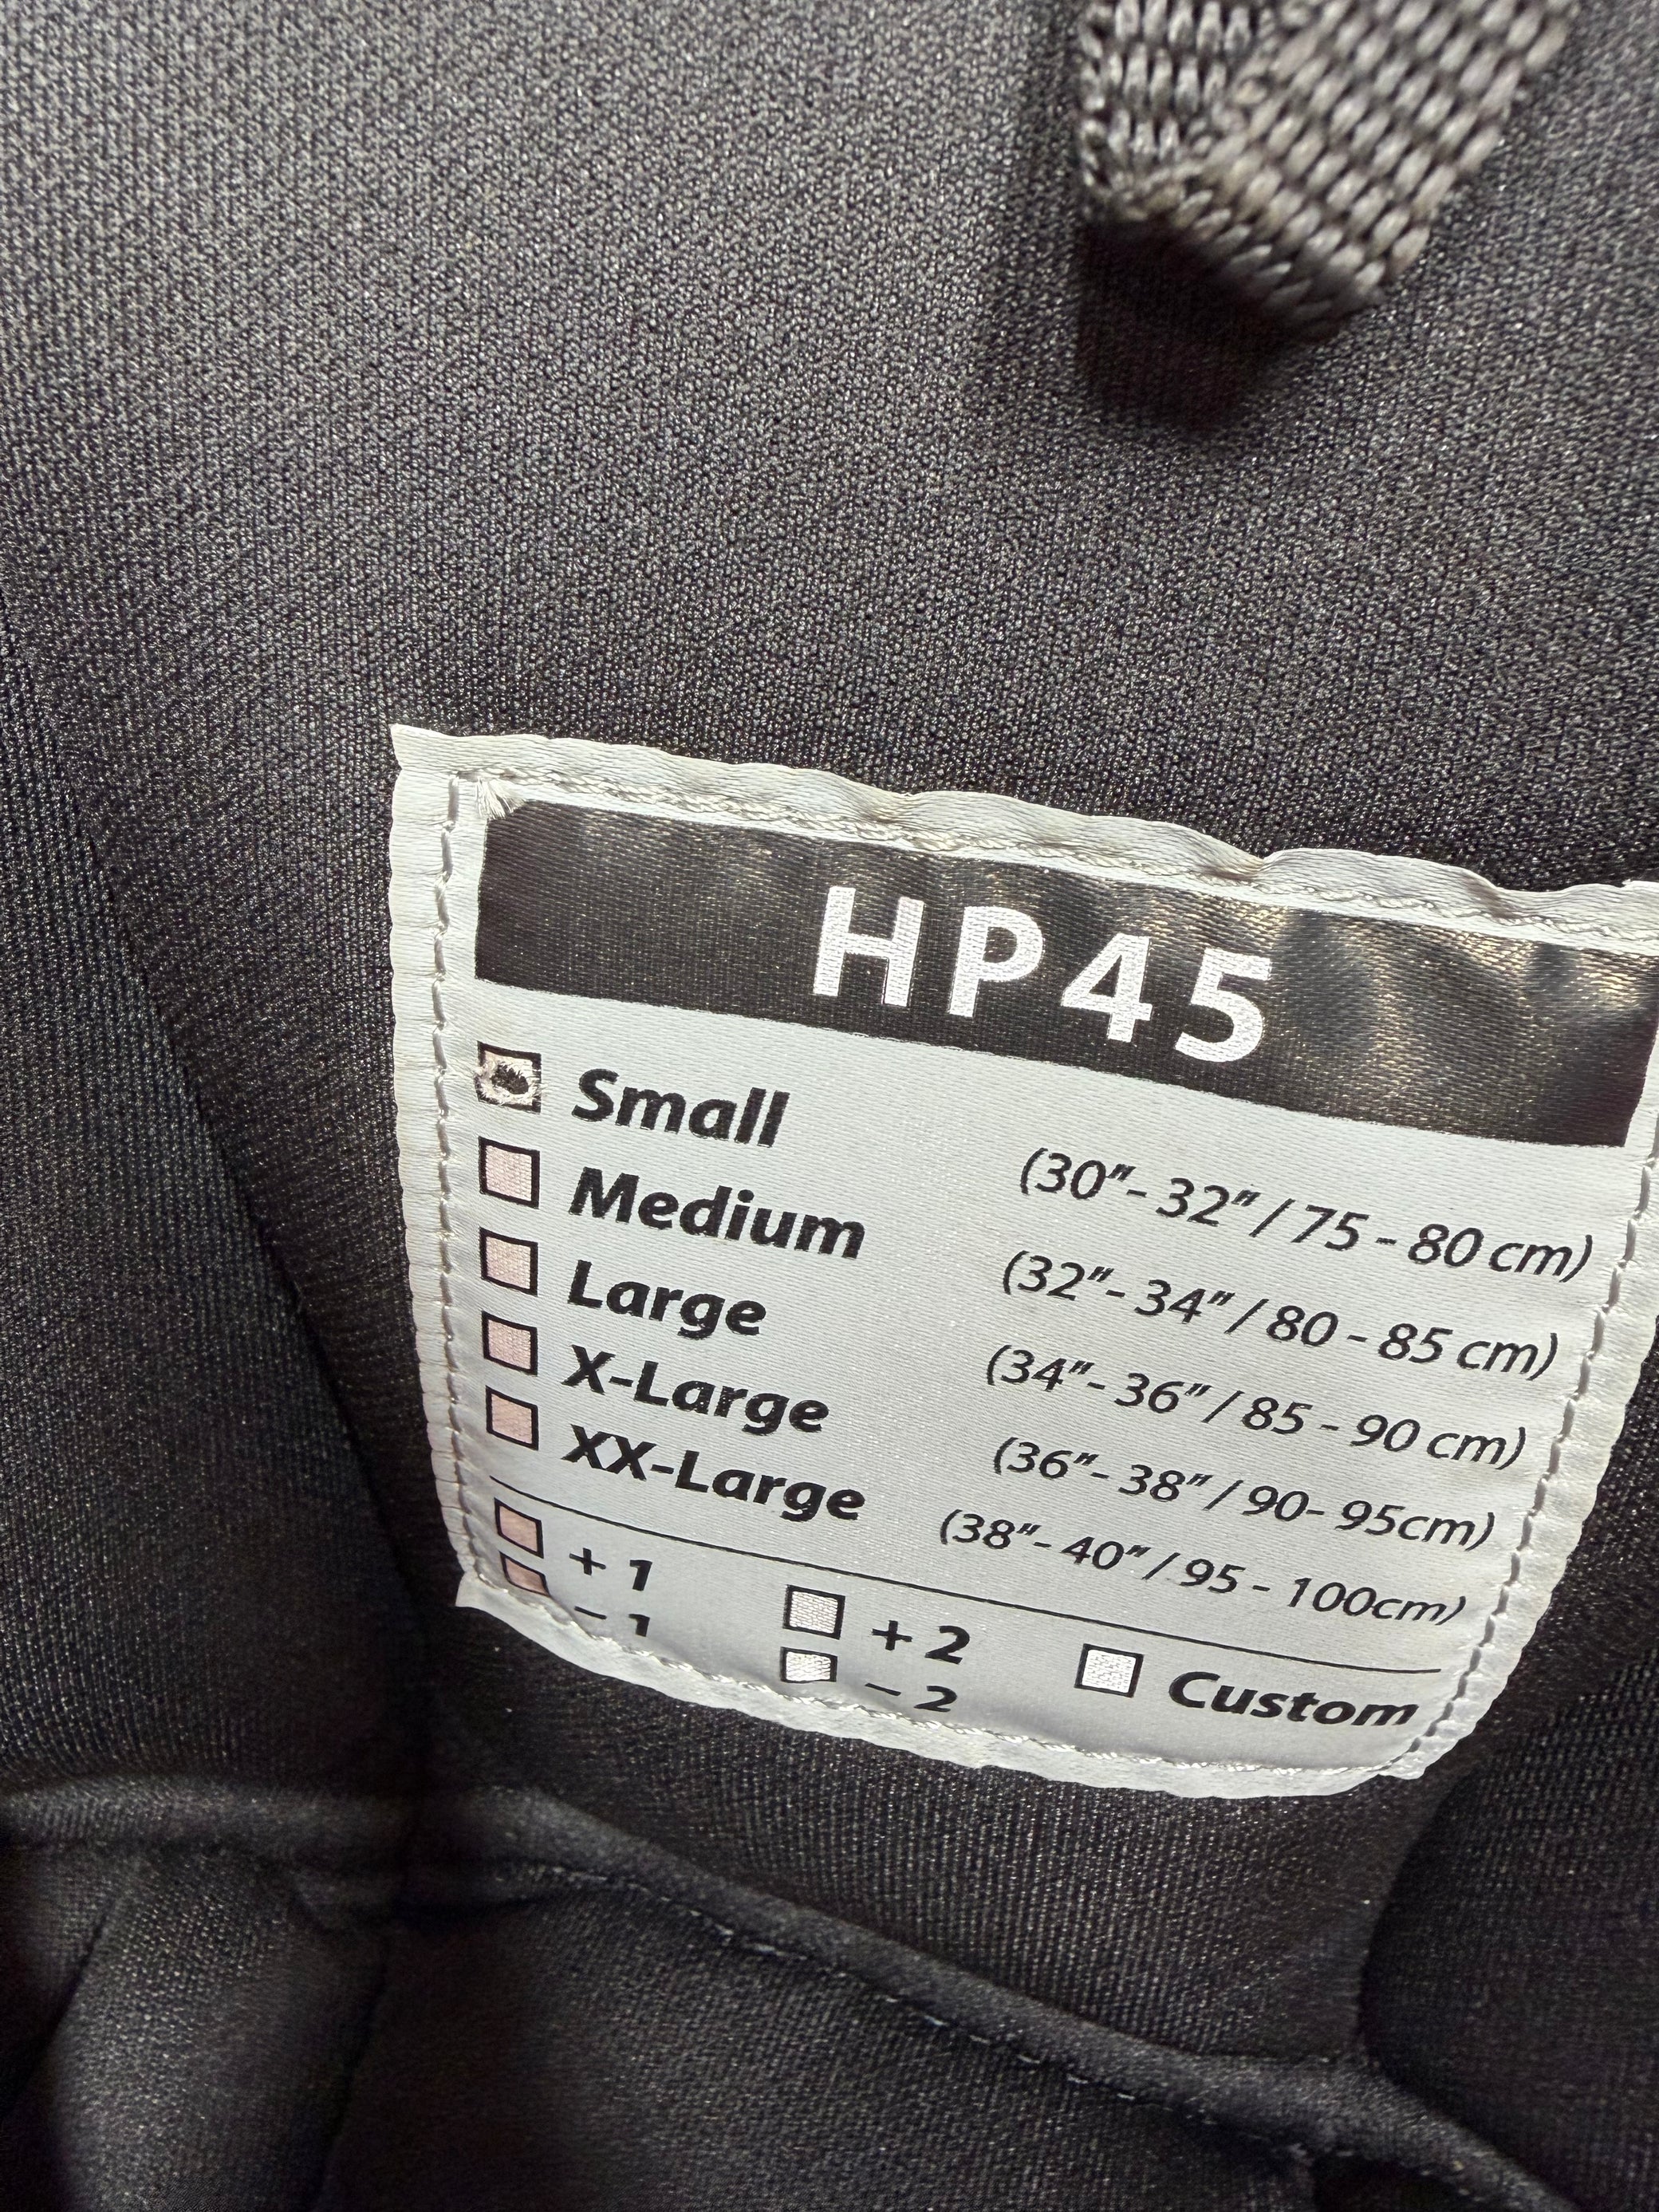 HP45
Small (30"- 32" / 75 - 80 cm)
Medium (32"- 34" / 80 - 85 cm)
Large (34"- 36" / 85 - 90 cm)
X-Large (36"- 38" / 90- 95cm)
XX-Large (38"- 40" / 95 - 100cm)
+ 1 + 2 Custom
- 1 - 2